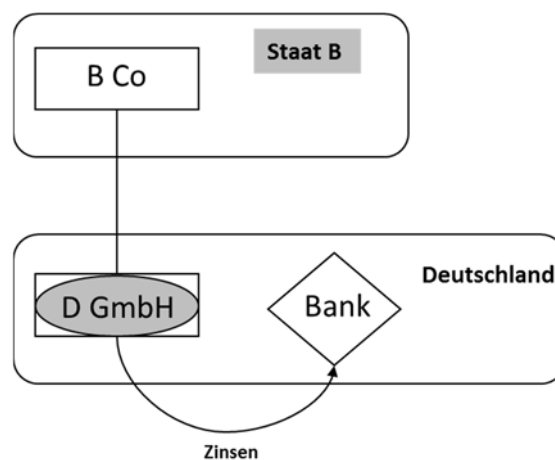 B Co
Staat B
Deutschland
D GmbH
Bank
Zinsen